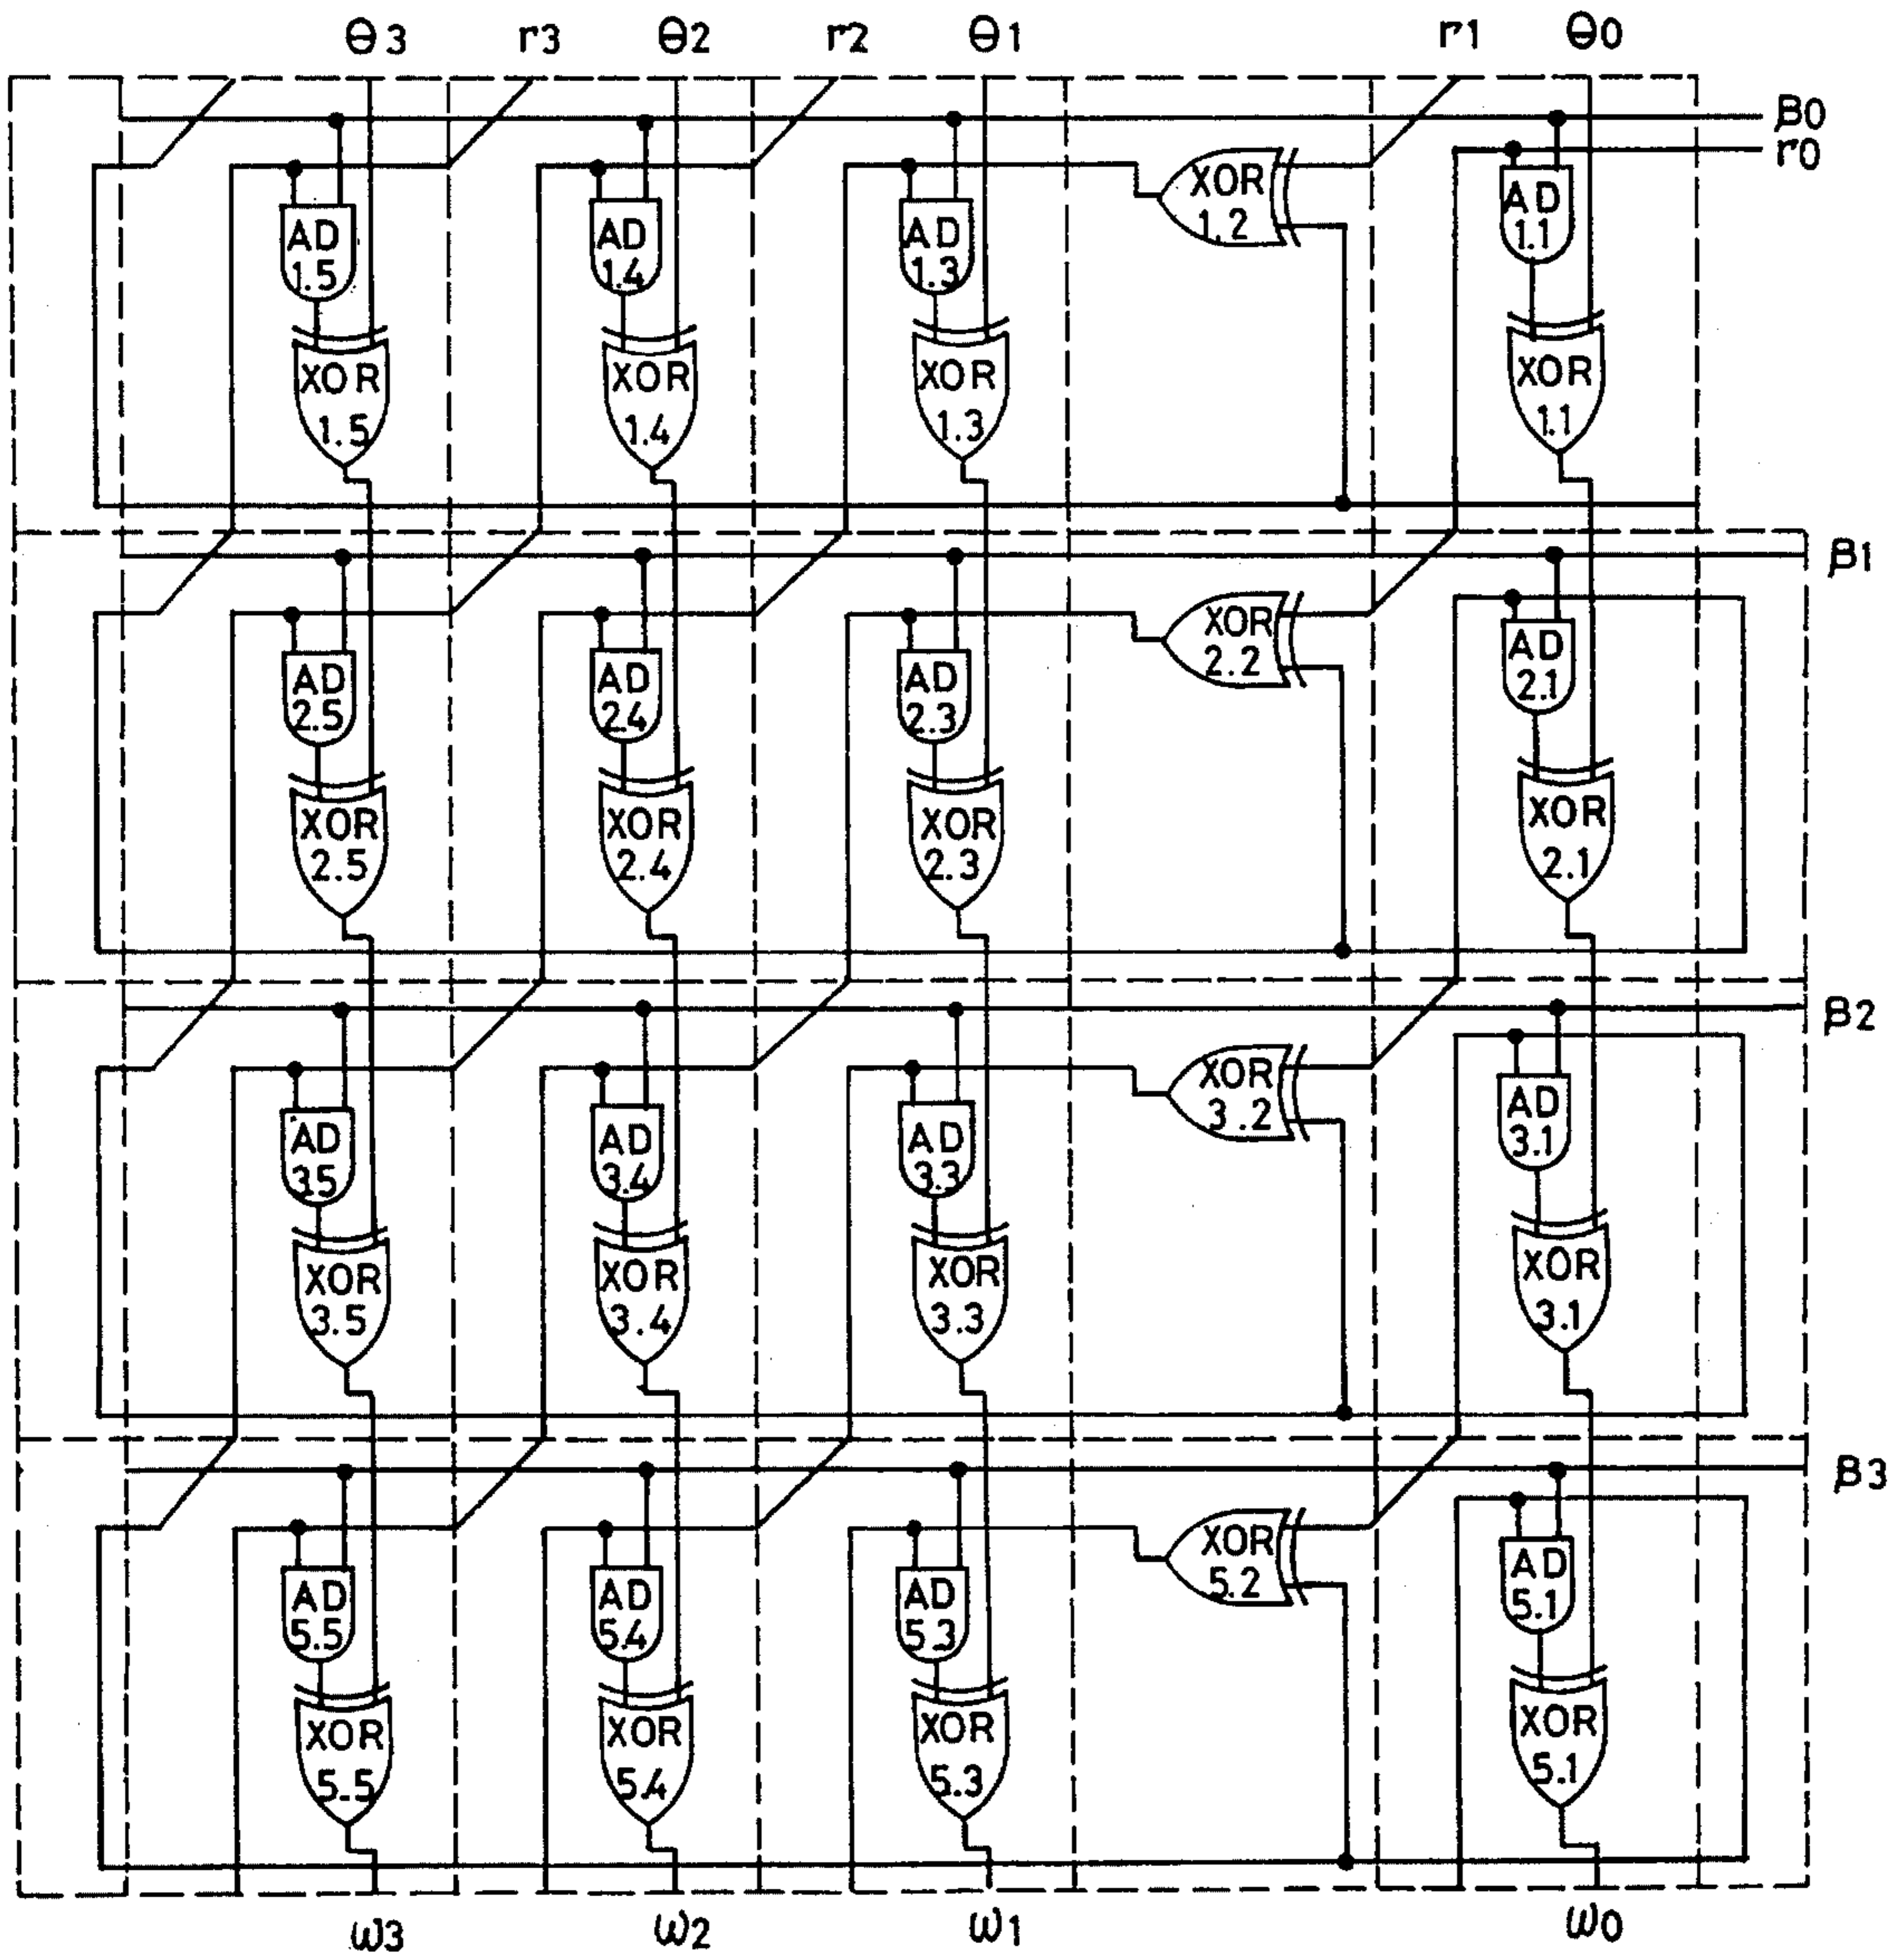 θ3 r3 θ2 r2 θ1 r1 θ0
β0
r0
XOR
1.2
AD
1.5
AD
1.4
AD
1.3
AD
1.1
XOR
1.5
XOR
1.4
XOR
1.3
XOR
1.1
β1
XOR
2.2
AD
2.5
AD
2.4
AD
2.3
AD
2.1
XOR
2.5
XOR
2.4
XOR
2.3
XOR
2.1
β2
XOR
3.2
AD
3.5
AD
3.4
AD
3.3
AD
3.1
XOR
3.5
XOR
3.4
XOR
3.3
XOR
3.1
β3
XOR
5.2
AD
5.5
AD
5.4
AD
5.3
AD
5.1
XOR
5.5
XOR
5.4
XOR
5.3
XOR
5.1
ω3 ω2 ω1 ω0